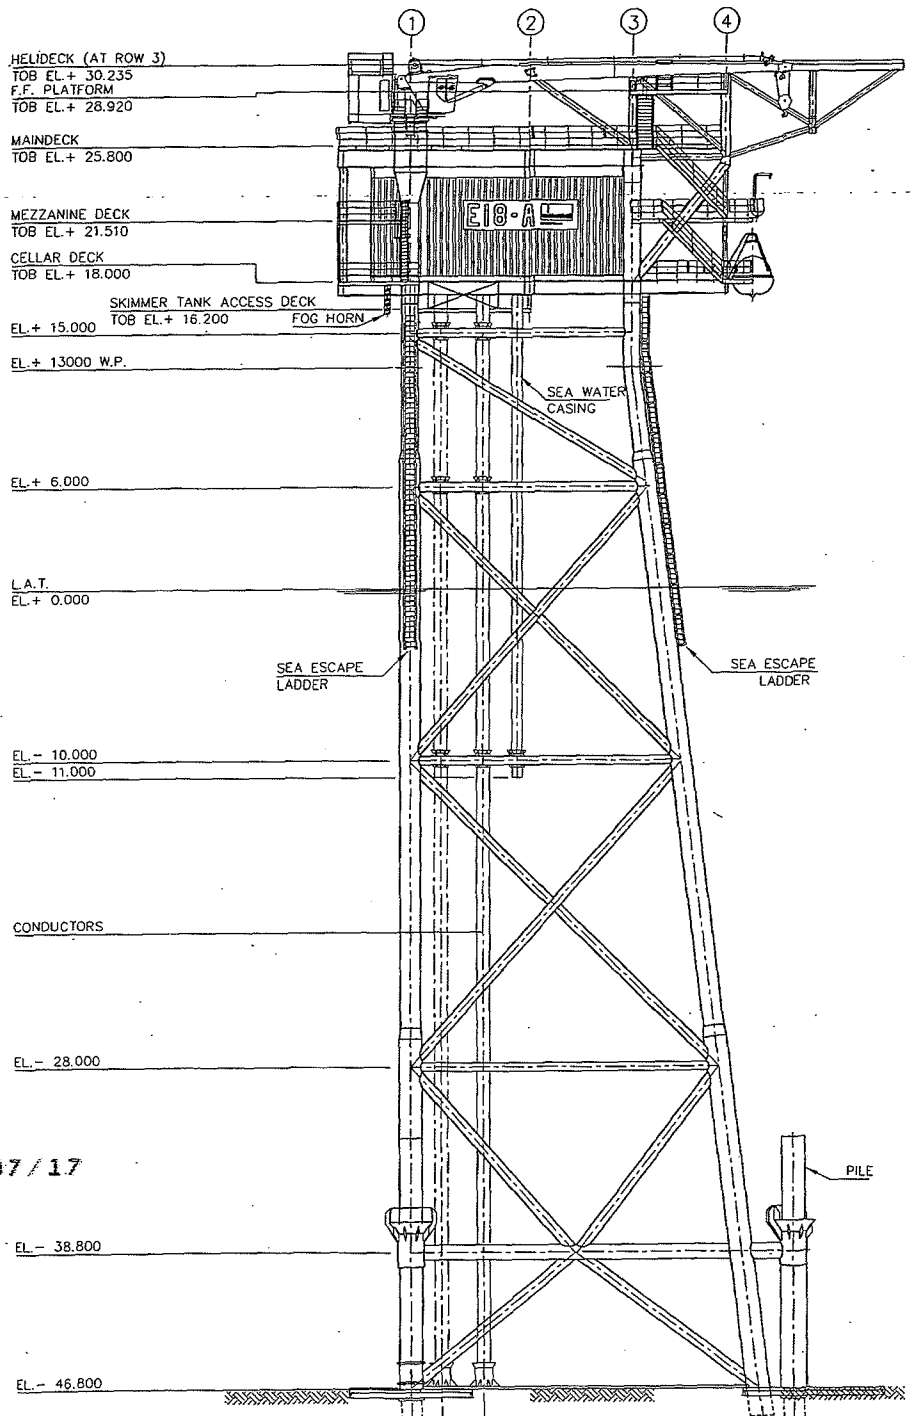 1 2 3 4
HELIDECK (AT ROW 3)
TOB EL.+ 30.235
F.F. PLATFORM
TOB EL.+ 28.920
MAINDECK
TOB EL.+ 25.800
MEZZANINE DECK
TOB EL.+ 21.510
E18-A
CELLAR DECK
TOB EL.+ 18.000
SKIMMER TANK ACCESS DECK
TOB EL.+ 16.200
FOG HORN
EL.+ 15.000
EL.+ 13000 W.P.
SEA WATER
CASING
EL.+ 6.000
L.A.T.
EL.+ 0.000
SEA ESCAPE
LADDER
SEA ESCAPE
LADDER
EL.- 10.000
EL.- 11.000
CONDUCTORS
EL.- 28.000
7/17
PILE
EL.- 38.800
EL.- 46.800